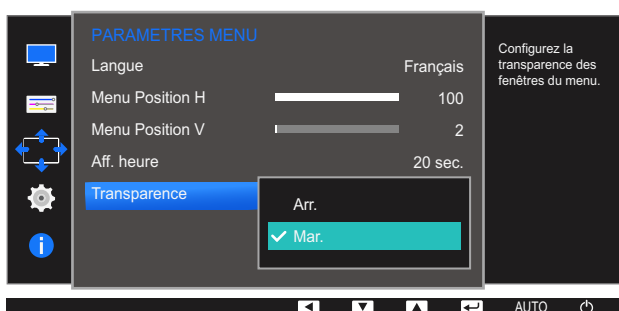 PARAMETRES MENU
Langue Français
Menu Position H 100
Menu Position V 2
Aff. heure 20 sec.
Transparence
Arr.
Mar.
Configurez la
transparence des
fenêtres du menu.
AUTO